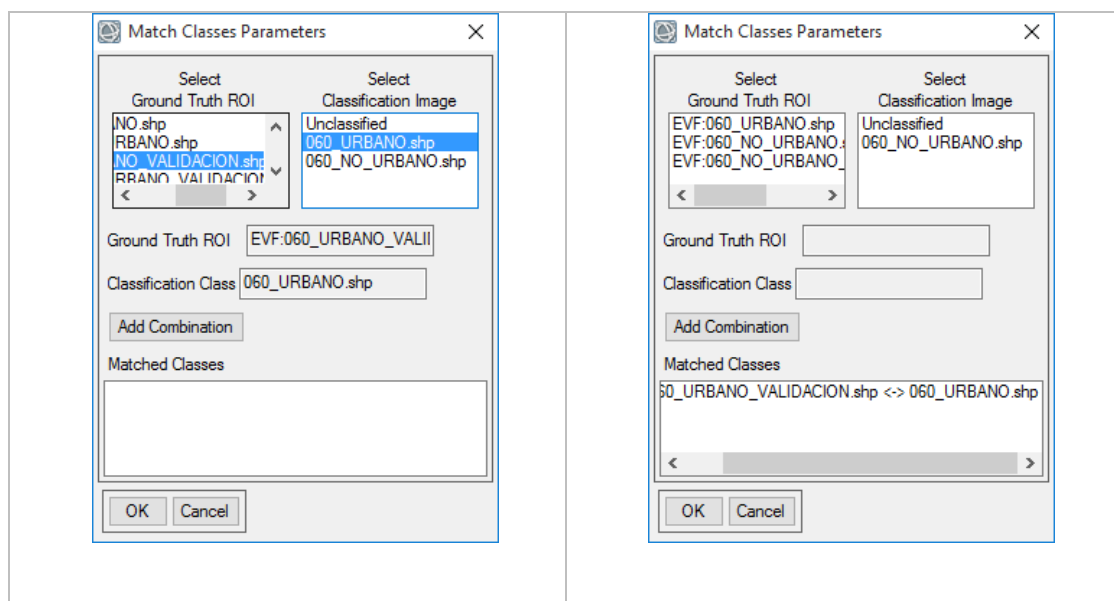 Match Classes Parameters
Select
Ground Truth ROI
Select
Classification Image
NO.shp
RBANO.shp
NO_VALIDACION.shp
RBANO_VALIDACION
Unclassified
060_URBANO.shp
060_NO_URBANO.shp
Ground Truth ROI
EVF:060_URBANO_VALI
Classification Class
060_URBANO.shp
Add Combination
Matched Classes
OK
Cancel
Match Classes Parameters
Select
Ground Truth ROI
Select
Classification Image
EVF:060_URBANO.shp
EVF:060_NO_URBANO.
EVF:060_NO_URBANO_
Unclassified
060_NO_URBANO.shp
Ground Truth ROI
Classification Class
Add Combination
Matched Classes
60_URBANO_VALIDACION.shp <-> 060_URBANO.shp
OK
Cancel